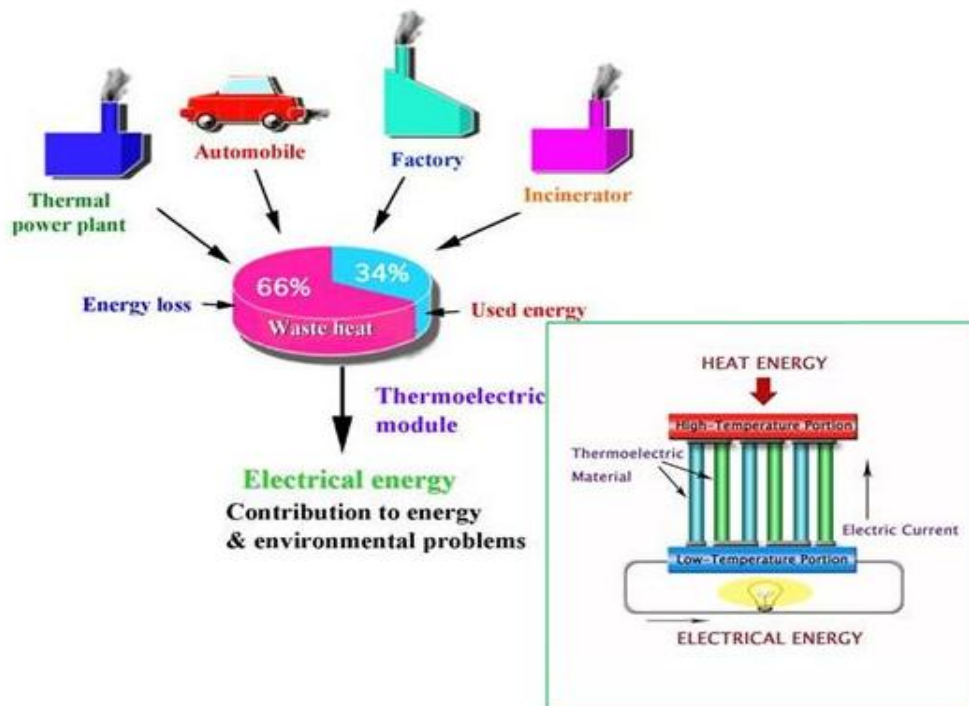 Automobile
Factory
Thermal
power plant
Incinerator
66%
34%
Energy loss
Waste heat
Used energy
Thermoelectric
module
Electrical energy
Contribution to energy
& environmental problems
HEAT ENERGY
High-Temperature Portion
Thermoelectric
Material
Electric Current
Low-Temperature Portion
ELECTRICAL ENERGY